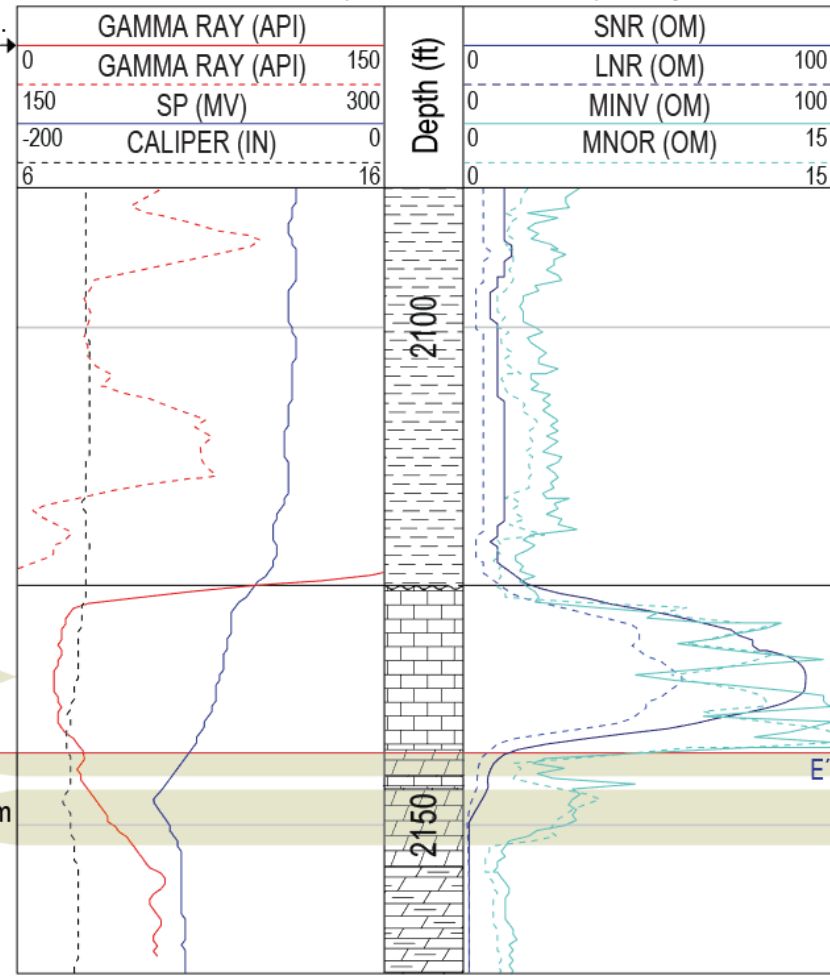 GAMMA RAY (API)
0 GAMMA RAY (API) 150
150 SP (MV) 300
-200 CALIPER (IN) 0
6 16
Depth (ft)
SNR (OM)
0 LNR (OM) 100
0 MINV (OM) 100
0 MNOR (OM) 15
0 15
2100
2150
m